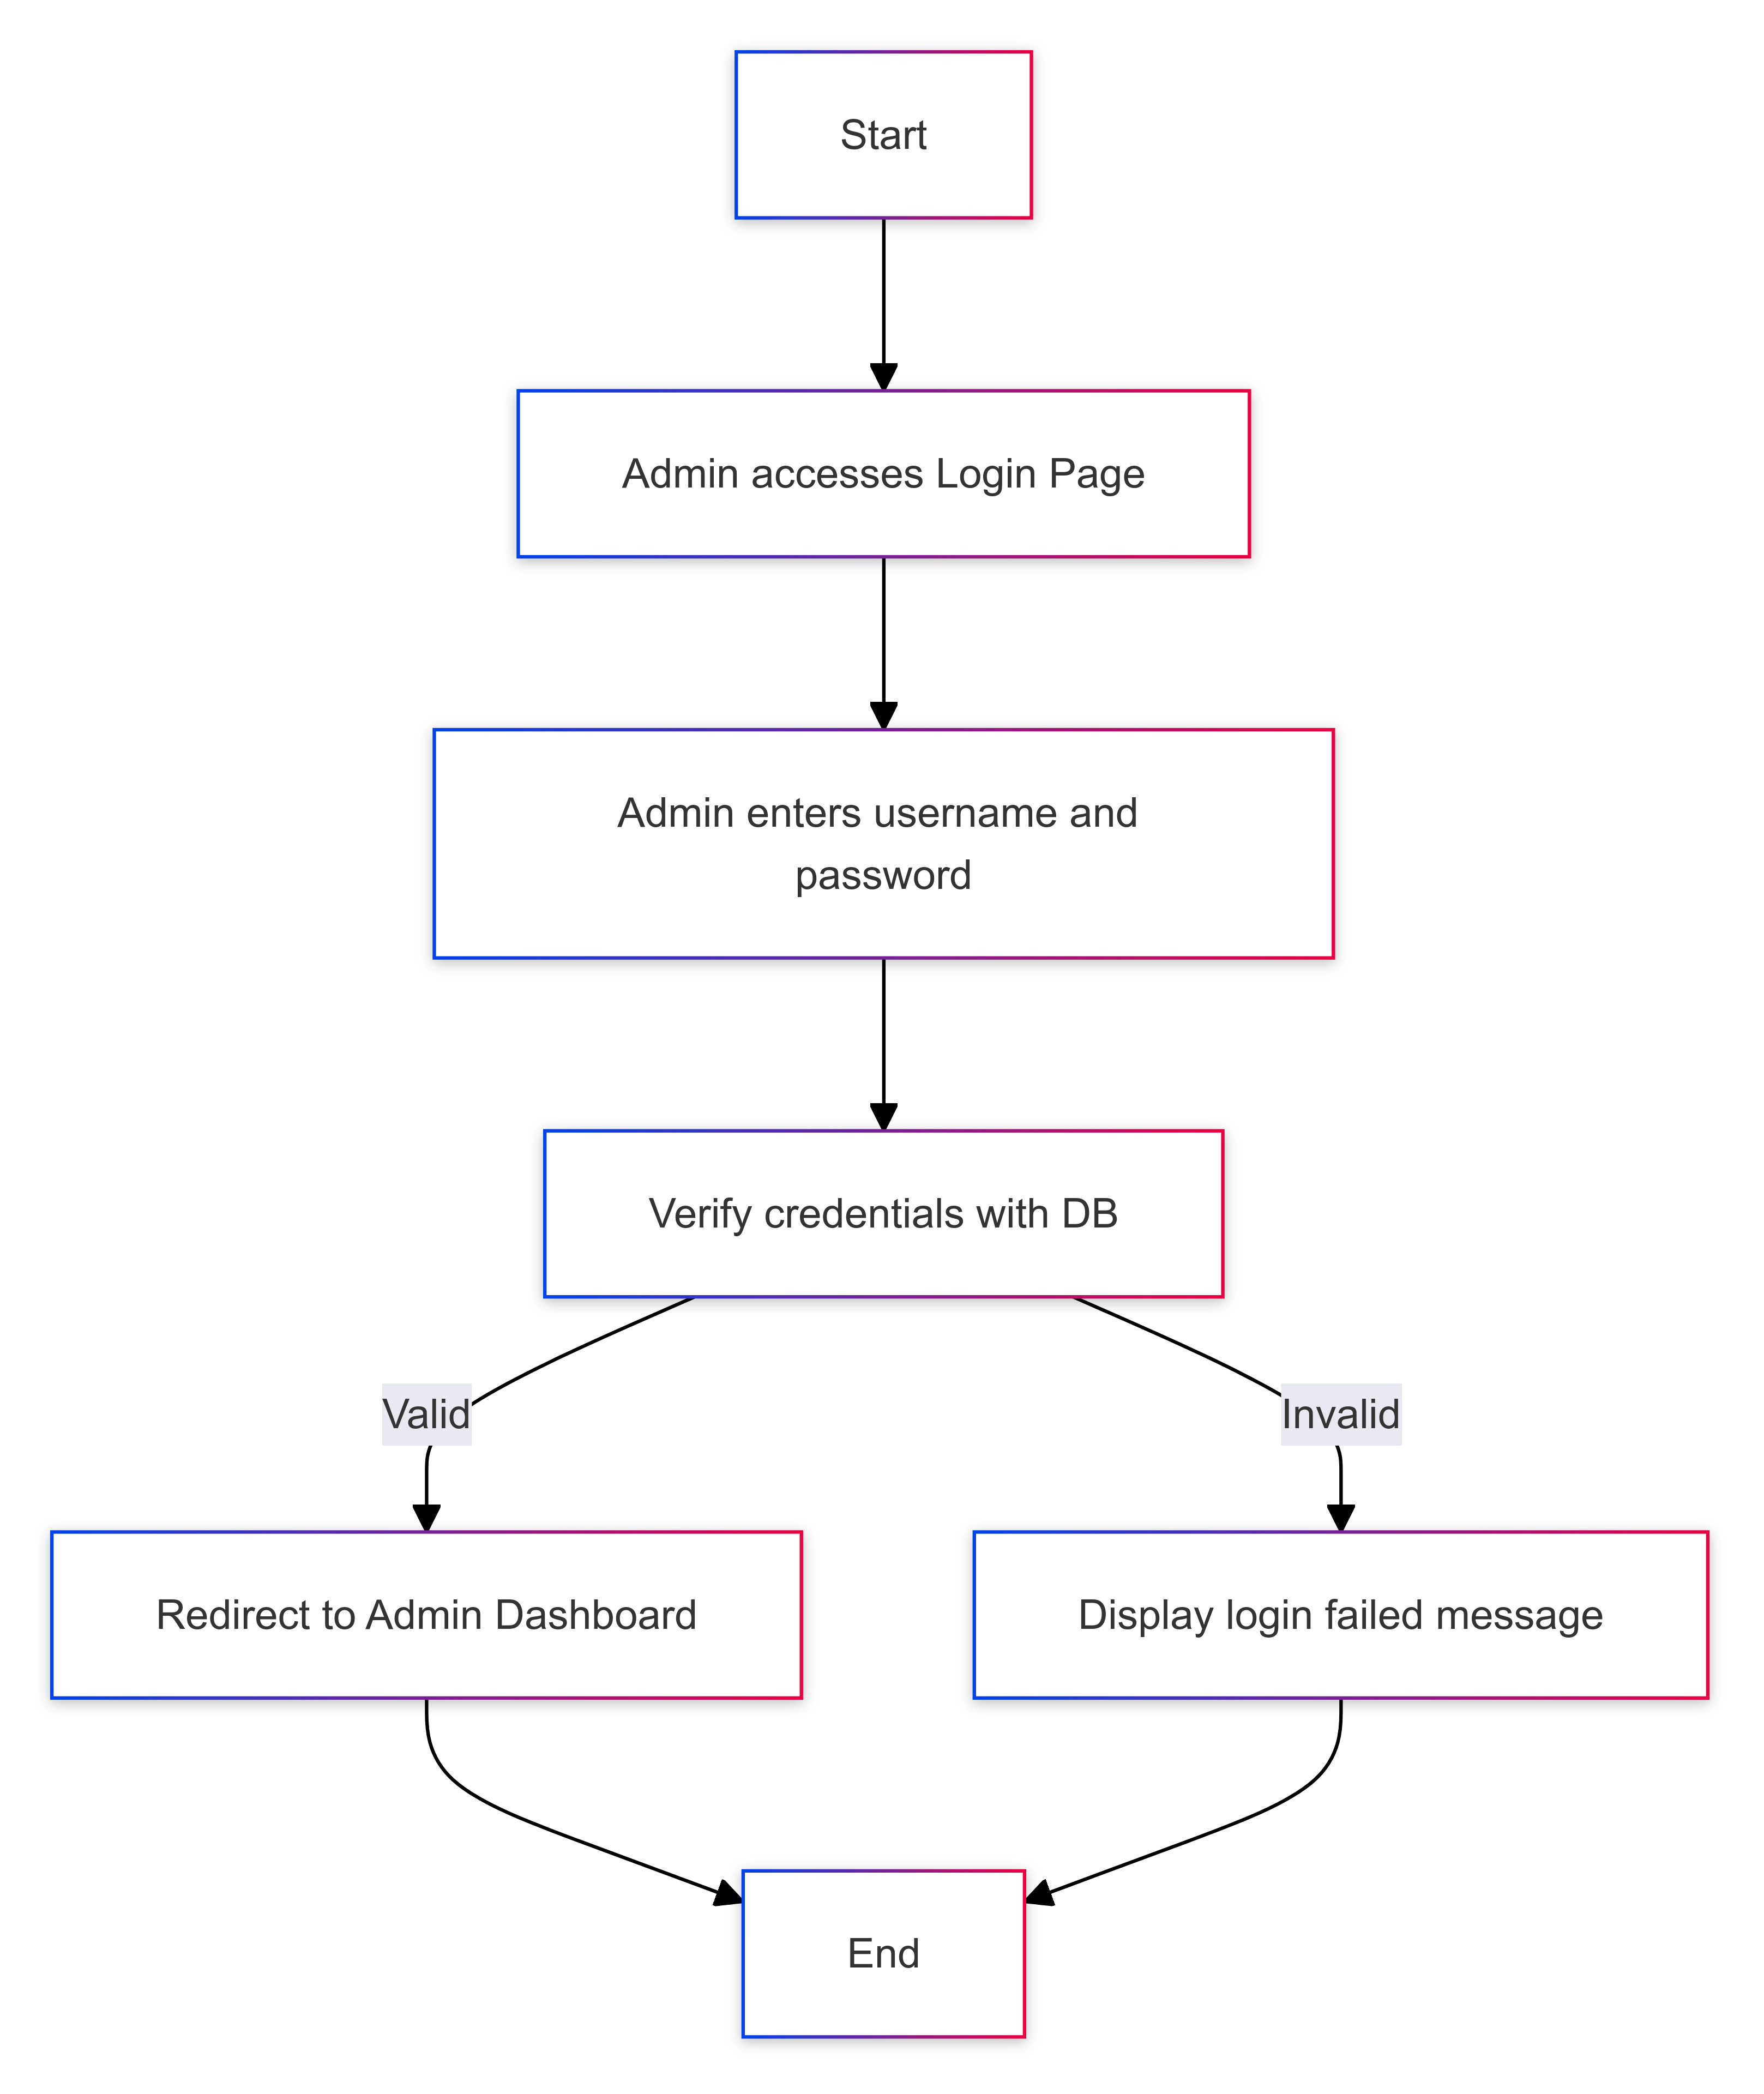 Start
Admin accesses Login Page
Admin enters username and
password
Verify credentials with DB
Valid
Invalid
Redirect to Admin Dashboard
Display login failed message
End